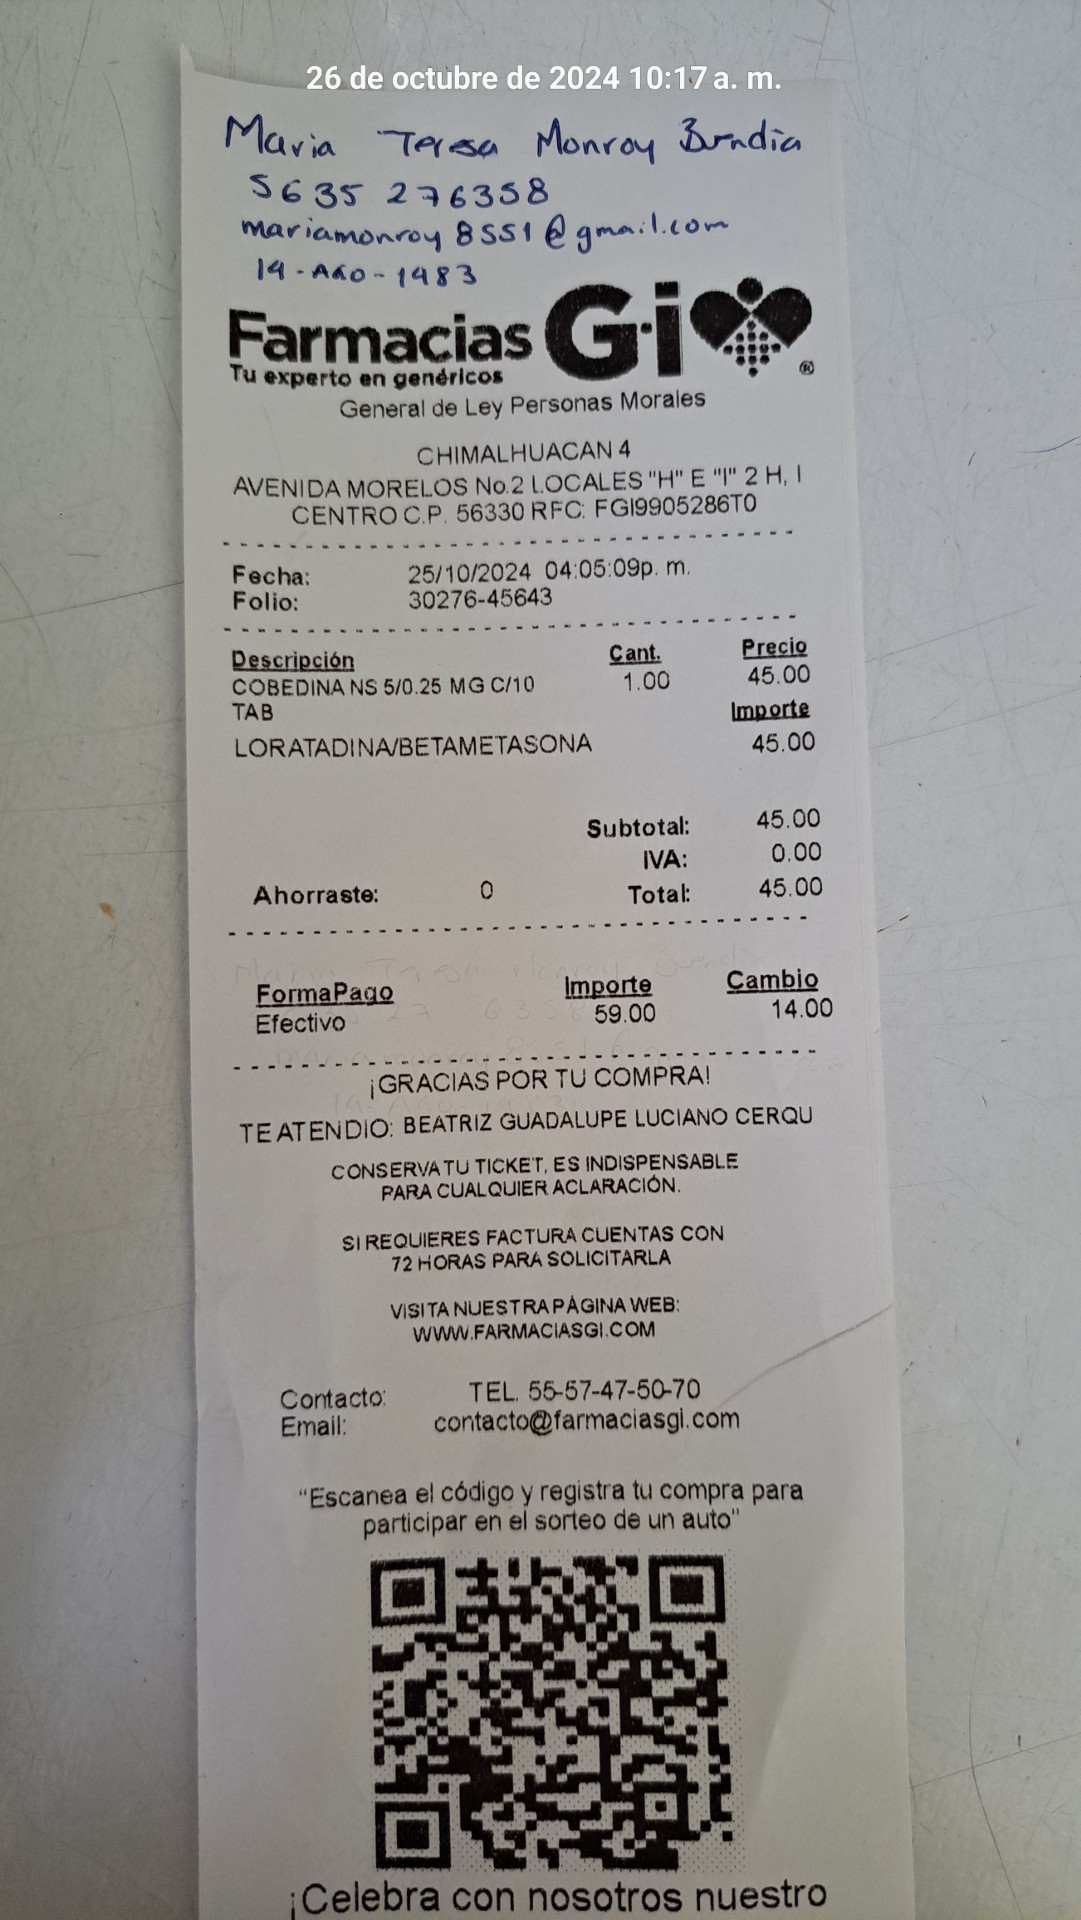 26 de octubre de 2024 10:17 a. m.
Maria Teresa Monroy Buendia
5635 276358
mariamonroy8551@gmail.com
14-AGO-1983
Farmacias Gi ®
Tu experto en genéricos
General de Ley Personas Morales
CHIMALHUACAN 4
AVENIDA MORELOS No.2 LOCALES "H" E "I" 2 H, I
CENTRO C.P. 56330 RFC: FGI9905286T0
Fecha: 25/10/2024 04:05:09p. m.
Folio: 30276-45643
Descripción Cant. Precio
COBEDINA NS 5/0.25 MG C/10 1.00 45.00
TAB Importe
LORATADINA/BETAMETASONA 45.00
Subtotal: 45.00
IVA: 0.00
Ahorraste: 0 Total: 45.00
FormaPago Importe Cambio
Efectivo 59.00 14.00
¡GRACIAS POR TU COMPRA!
TE ATENDIO: BEATRIZ GUADALUPE LUCIANO CERQU
CONSERVA TU TICKET, ES INDISPENSABLE
PARA CUALQUIER ACLARACIÓN.
SI REQUIERES FACTURA CUENTAS CON
72 HORAS PARA SOLICITARLA
VISITA NUESTRA PÁGINA WEB:
WWW.FARMACIASGI.COM
Contacto: TEL. 55-57-47-50-70
Email: contacto@farmaciasgi.com
"Escanea el código y registra tu compra para
participar en el sorteo de un auto"
¡Celebra con nosotros nuestro